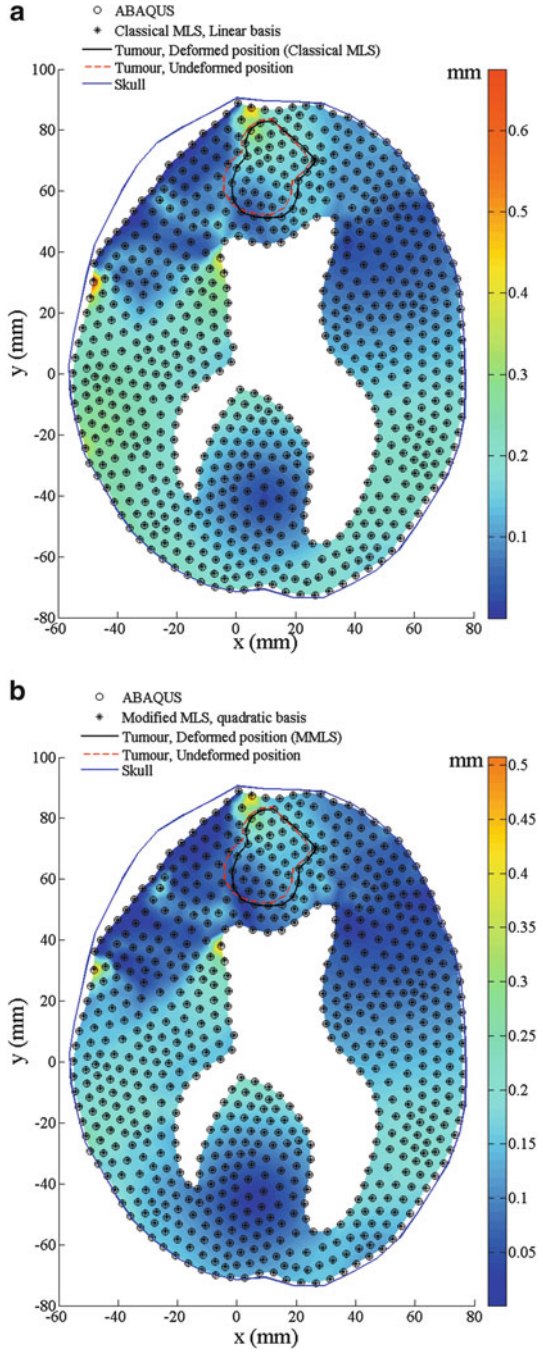 a
ABAQUS
Classical MLS, Linear basis
Tumour, Deformed position (Classical MLS)
Tumour, Undeformed position
Skull
mm
100
80
60
40
20
0
-20
-40
-60
-80
y (mm)
-60 -40 -20 0 20 40 60 80
x (mm)
0.6
0.5
0.4
0.3
0.2
0.1
b
ABAQUS
Modified MLS, quadratic basis
Tumour, Deformed position (MMLS)
Tumour, Undeformed position
Skull
mm
100
80
60
40
20
0
-20
-40
-60
-80
y (mm)
-60 -40 -20 0 20 40 60 80
x (mm)
0.5
0.45
0.4
0.35
0.3
0.25
0.2
0.15
0.1
0.05